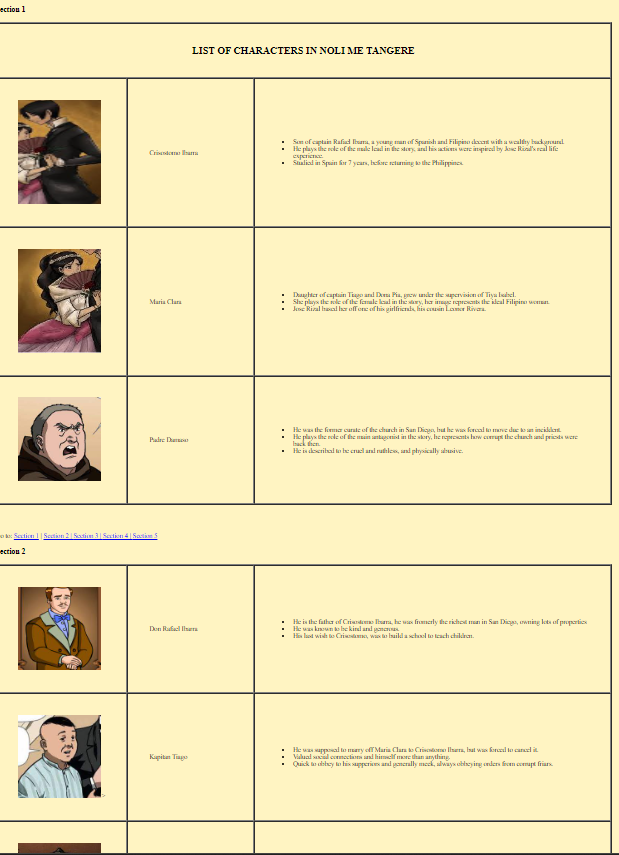 ection 1
LIST OF CHARACTERS IN NOLI ME TANGERE
Crisostomo Ibarra
Son of captain Rafael Ibarra, a young man of Spanish and Filipino decent with a wealthy background.
He plays the role of the male lead in the story, and his actions were inspired by Jose Rizal's real life
experience.
Studied in Spain for 7 years, before returning to the Philippines.
Maria Clara
Daughter of captain Tiago and Dona Pia, grew under the supervision of Tiya Isabel.
She plays the role of the female lead in the story, her image represents the ideal Filipino woman.
Jose Rizal based her off one of his girlfriends, his cousin Leonor Rivera.
Padre Damaso
He was the former curate of the church in San Diego, but he was forced to move due to an inciddent.
He plays the role of the main antagonist in the story, he represents how corrupt the church and priests were
back then.
He is described to be cruel and ruthless, and physically abusive.
o to: Section 1 | Section 2 | Section 3 | Section 4 | Section 5
ection 2
Don Rafael Ibarra
He is the father of Crisostomo Ibarra, he was fromerly the richest man in San Diego, owning lots of properties
He was known to be kind and generous.
His last wish to Crisostomo, was to build a school to teach children.
Kapitan Tiago
He was supposed to marry off Maria Clara to Crisostomo Ibarra, but was forced to cancel it.
Valued social connections and himself more than anything.
Quick to obbey to his supperiors and generally meek, always obbeying orders from corrupt friars.